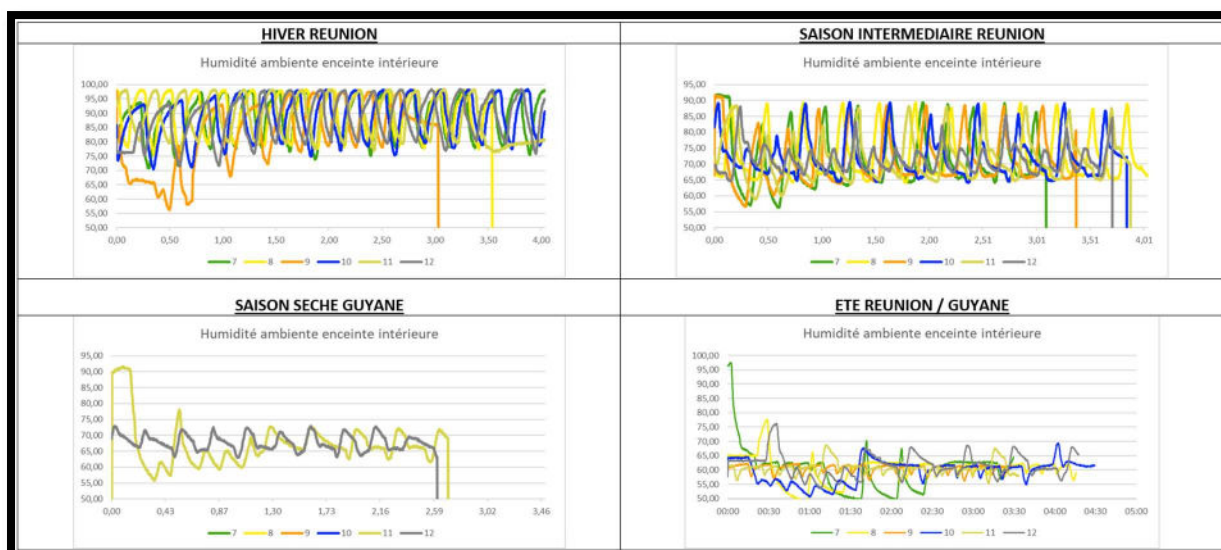 HIVER REUNION
Humidité ambiente enceinte intérieure
100,00
95,00
90,00
85,00
80,00
75,00
70,00
65,00
60,00
55,00
50,00
0,00 0,50 1,00 1,50 2,00 2,50 3,00 3,50 4,00
7 8 9 10 11 12
SAISON INTERMEDIAIRE REUNION
Humidité ambiente enceinte intérieure
100,00
95,00
90,00
85,00
80,00
75,00
70,00
65,00
60,00
55,00
50,00
0,00 0,50 1,00 1,50 2,00 2,51 3,01 3,51 4,01
7 8 9 10 11 12
SAISON SECHE GUYANE
Humidité ambiente enceinte intérieure
95,00
90,00
85,00
80,00
75,00
70,00
65,00
60,00
55,00
50,00
0,00 0,43 0,87 1,30 1,73 2,16 2,59 3,02 3,46
7 8 9 10 11 12
ETE REUNION / GUYANE
Humidité ambiente enceinte intérieure
100,00
95,00
90,00
85,00
80,00
75,00
70,00
65,00
60,00
55,00
50,00
00:00 00:30 01:00 01:30 02:00 02:30 03:00 03:30 04:00 04:30 05:00
7 8 9 10 11 12